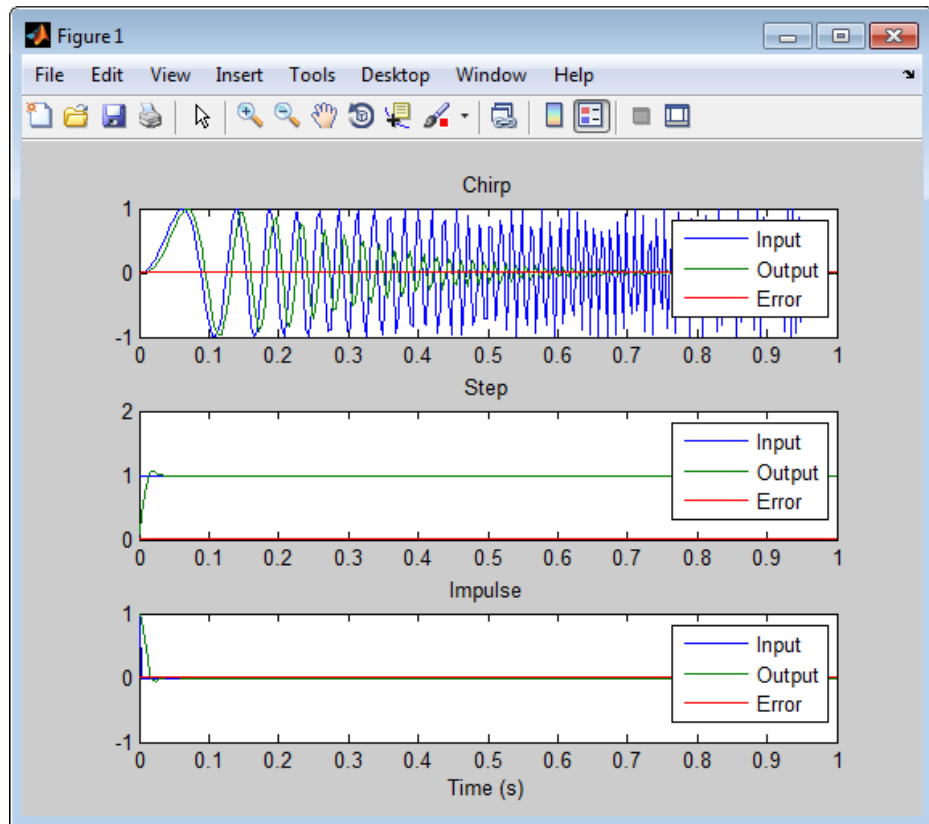 Figure 1
File Edit View Insert Tools Desktop Window Help
Chirp
1
0
-1
Input
Output
Error
0 0.1 0.2 0.3 0.4 0.5 0.6 0.7 0.8 0.9 1
Step
2
1
0
Input
Output
Error
0 0.1 0.2 0.3 0.4 0.5 0.6 0.7 0.8 0.9 1
Impulse
1
0
-1
Input
Output
Error
0 0.1 0.2 0.3 0.4 0.5 0.6 0.7 0.8 0.9 1
Time (s)